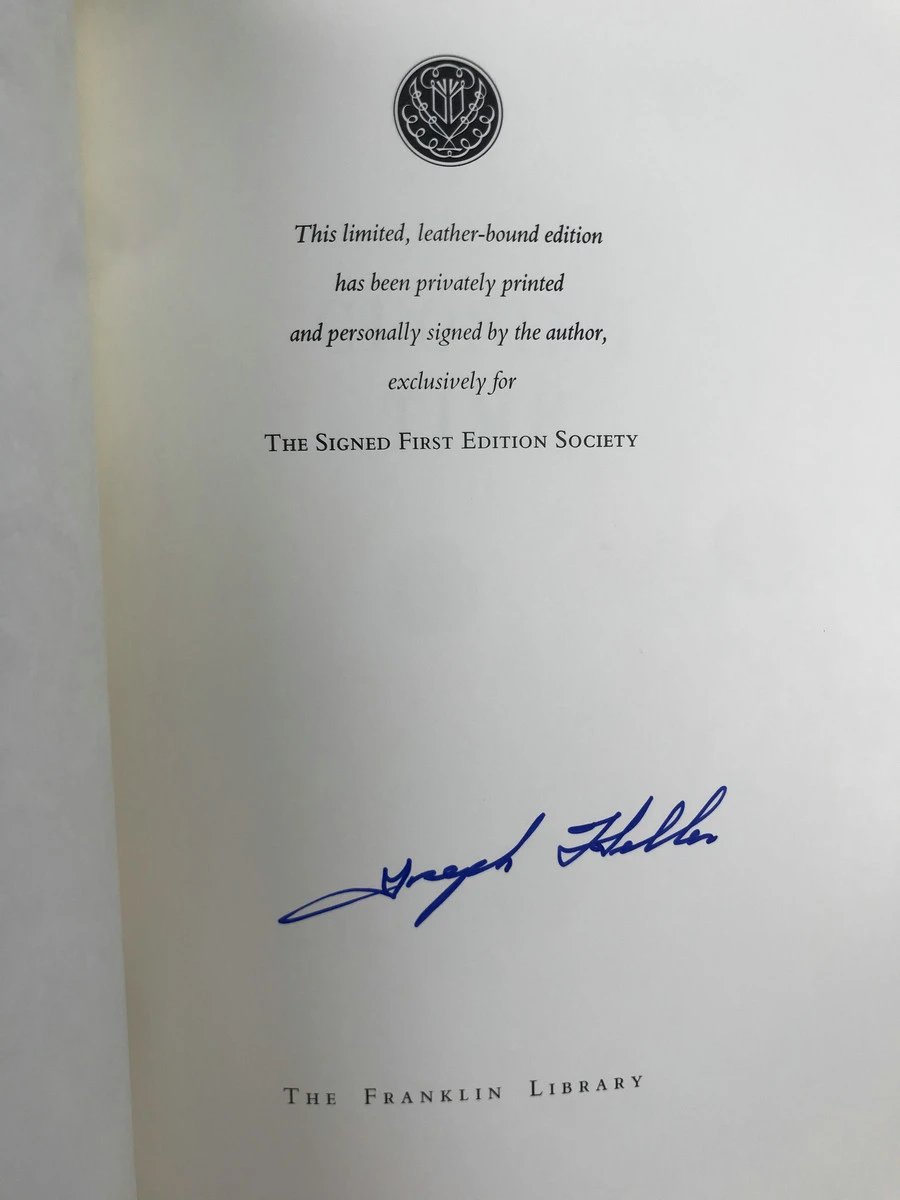 This limited, leather-bound edition
has been privately printed
and personally signed by the author,
exclusively for
THE SIGNED FIRST EDITION SOCIETY
Joseph Heller
THE FRANKLIN LIBRARY